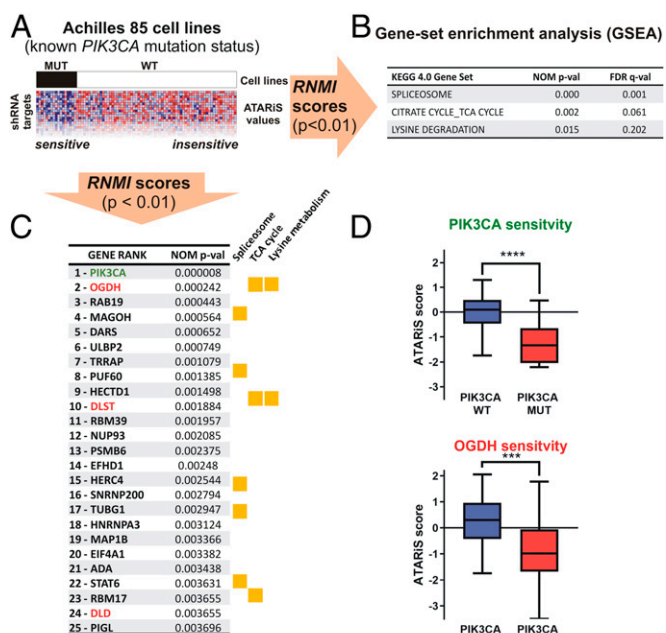 A
Achilles 85 cell lines
(known PIK3CA mutation status)
MUT WT
Cell lines
shRNA targets
ATARiS values
sensitive insensitive
RNMI scores
(p<0.01)
B
Gene-set enrichment analysis (GSEA)
KEGG 4.0 Gene Set NOM p-val FDR q-val
SPLICEOSOME 0.000 0.001
CITRATE CYCLE_TCA CYCLE 0.002 0.061
LYSINE DEGRADATION 0.015 0.202
RNMI scores
(p < 0.01)
C
Spliceosome
TCA cycle
Lysine metabolism
GENE RANK NOM p-val
1 - PIK3CA 0.000008
2 - OGDH 0.000242
3 - RAB19 0.000443
4 - MAGOH 0.000564
5 - DARS 0.000652
6 - ULBP2 0.000749
7 - TRRAP 0.001079
8 - PUF60 0.001385
9 - HECTD1 0.001498
10 - DLST 0.001884
11 - RBM39 0.001957
12 - NUP93 0.002085
13 - PSMB6 0.002375
14 - EFHD1 0.00248
15 - HERC4 0.002544
16 - SNRNP200 0.002794
17 - TUBG1 0.002947
18 - HNRNPA3 0.003124
19 - MAP1B 0.003366
20 - EIF4A1 0.003382
21 - ADA 0.003438
22 - STAT6 0.003631
23 - RBM17 0.003655
24 - DLD 0.003655
25 - PIGL 0.003696
D
PIK3CA sensitvity
****
ATARiS score
2
1
0
-1
-2
-3
PIK3CA WT
PIK3CA MUT
OGDH sensitvity
***
ATARiS score
2
1
0
-1
-2
-3
PIK3CA PIK3CA